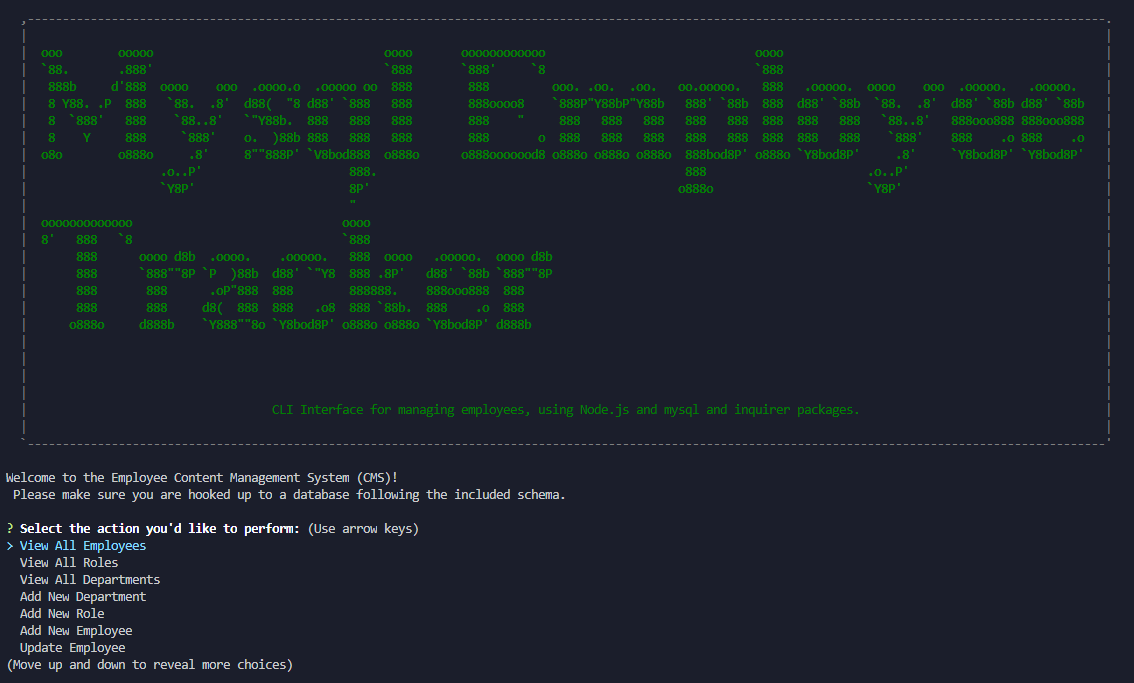 Mysql Employee
Tracker
CLI Interface for managing employees, using Node.js and mysql and inquirer packages.
Welcome to the Employee Content Management System (CMS)!
Please make sure you are hooked up to a database following the included schema.
? Select the action you'd like to perform: (Use arrow keys)
> View All Employees
View All Roles
View All Departments
Add New Department
Add New Role
Add New Employee
Update Employee
(Move up and down to reveal more choices)